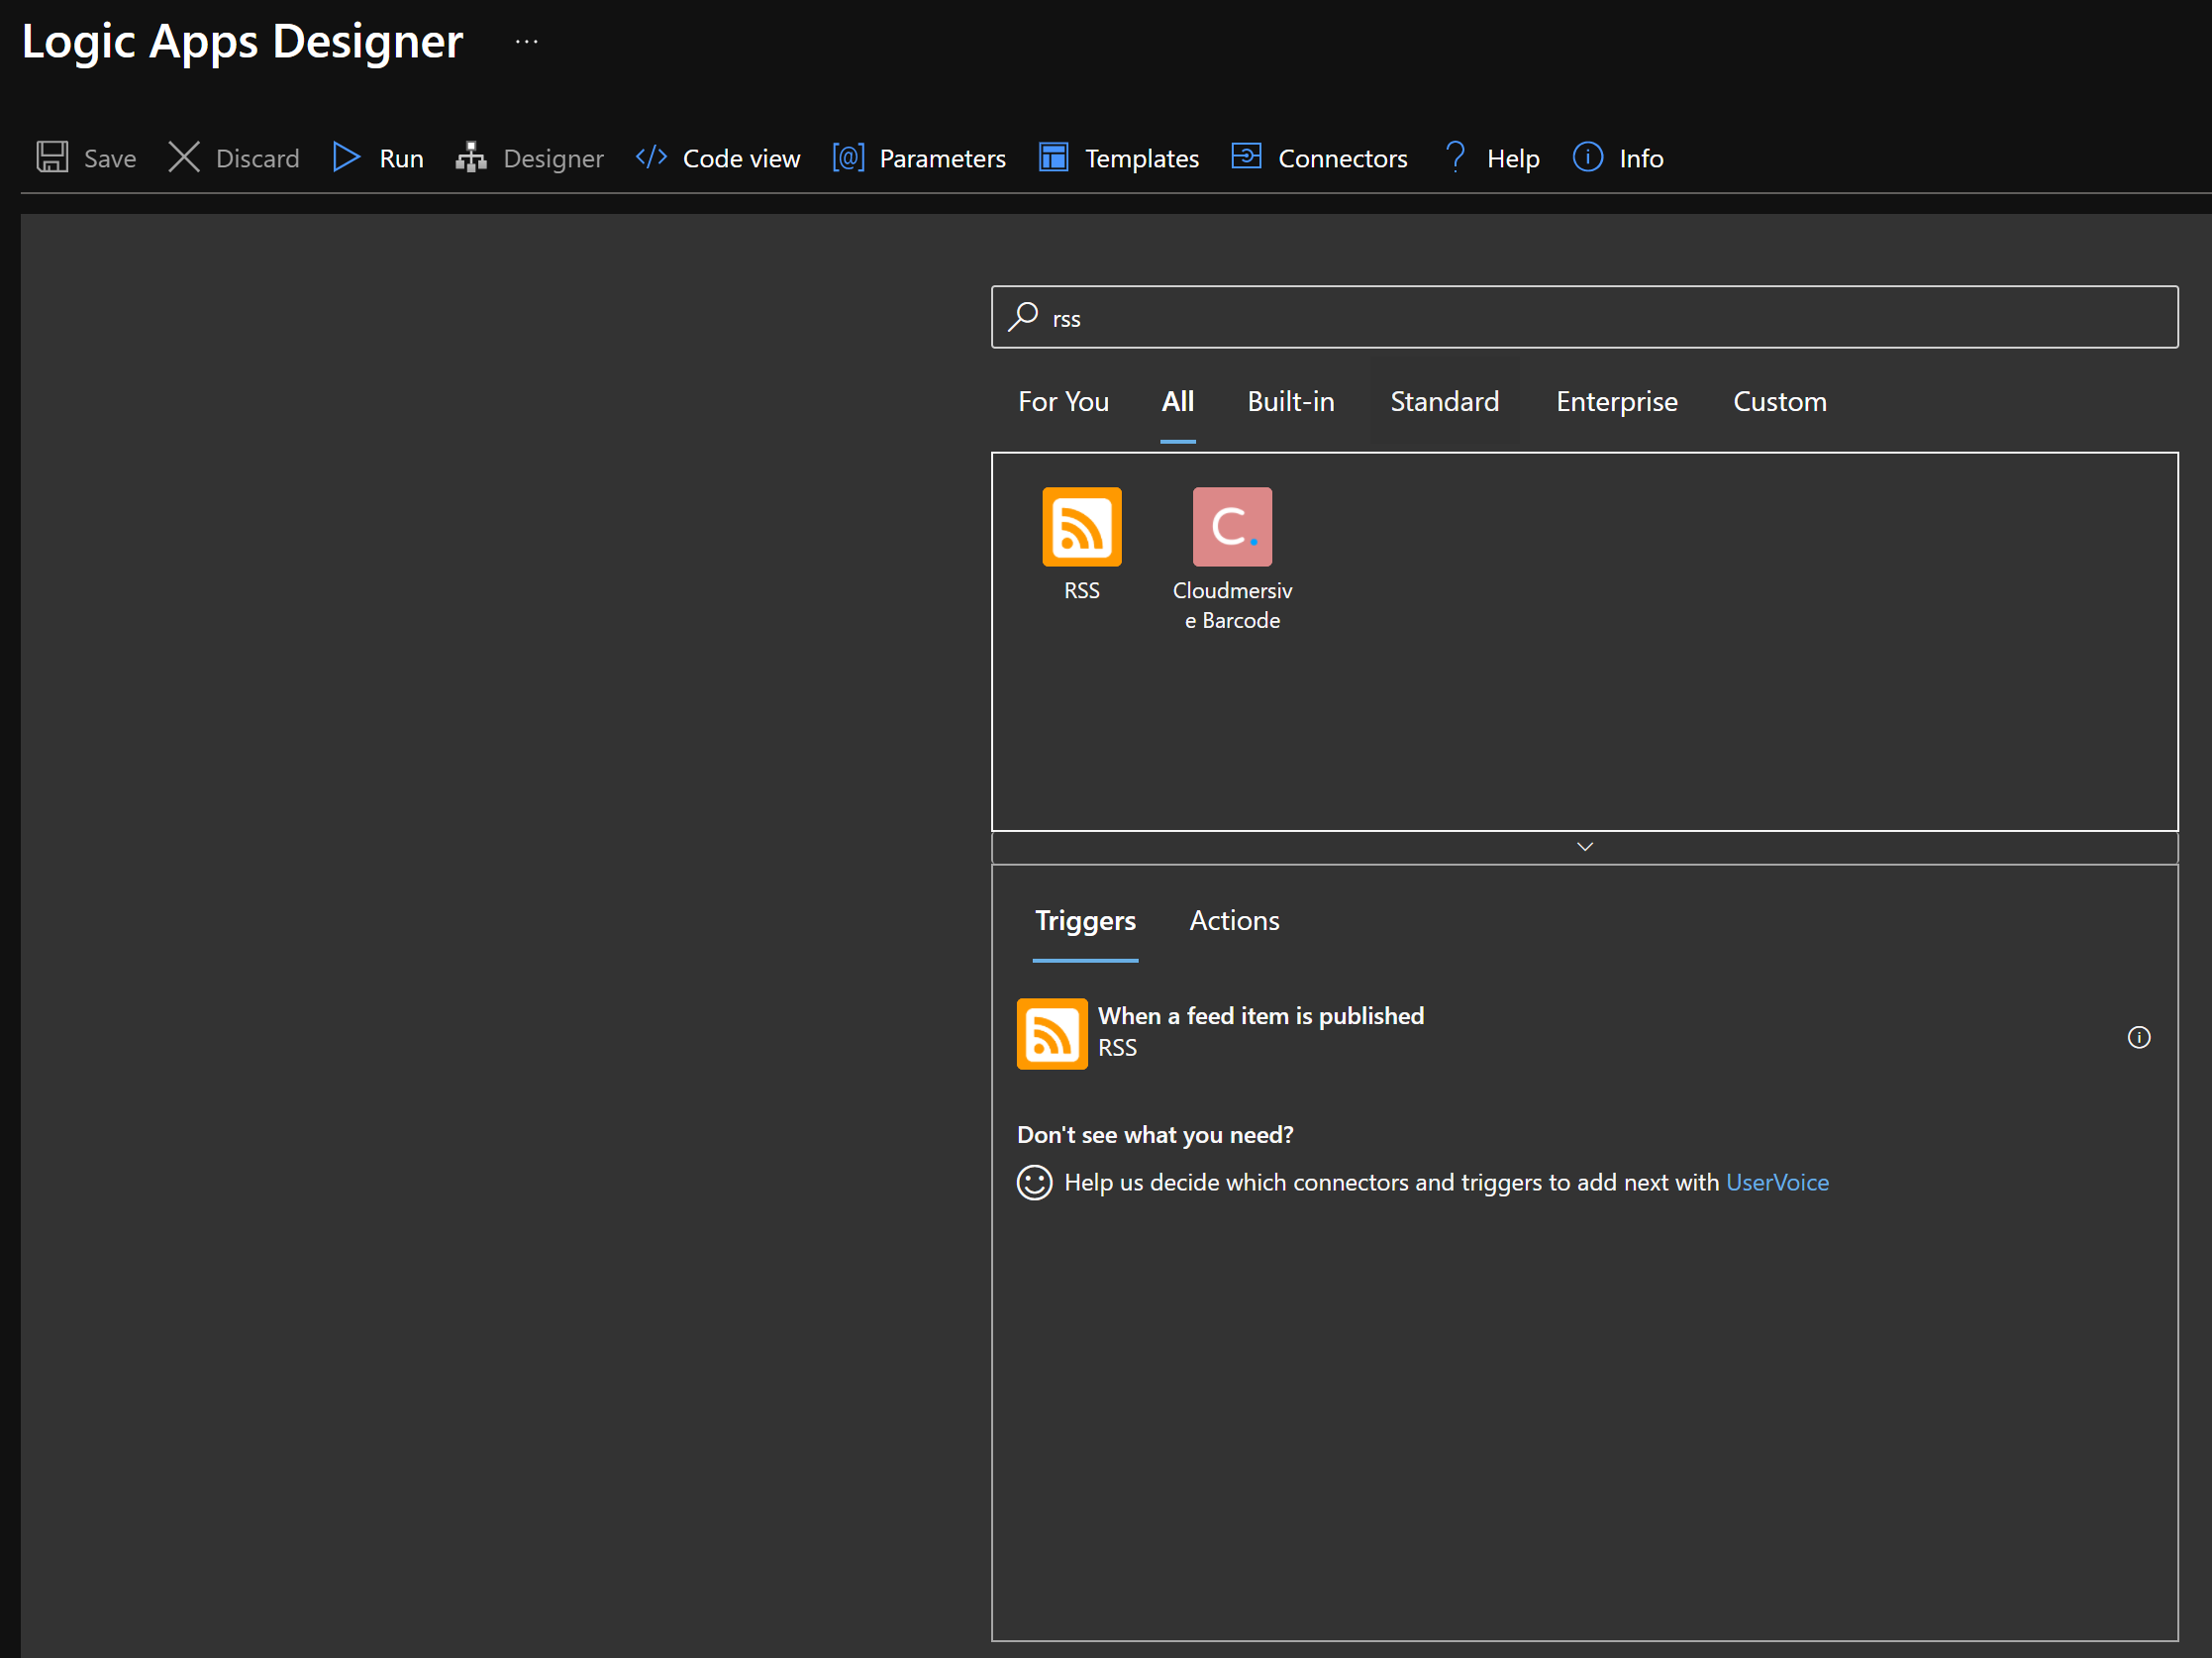 Logic Apps Designer ...
Save Discard Run Designer Code view Parameters Templates Connectors Help Info
rss
For You All Built-in Standard Enterprise Custom
RSS
Cloudmersiv
e Barcode
Triggers Actions
When a feed item is published
RSS
Don't see what you need?
Help us decide which connectors and triggers to add next with UserVoice